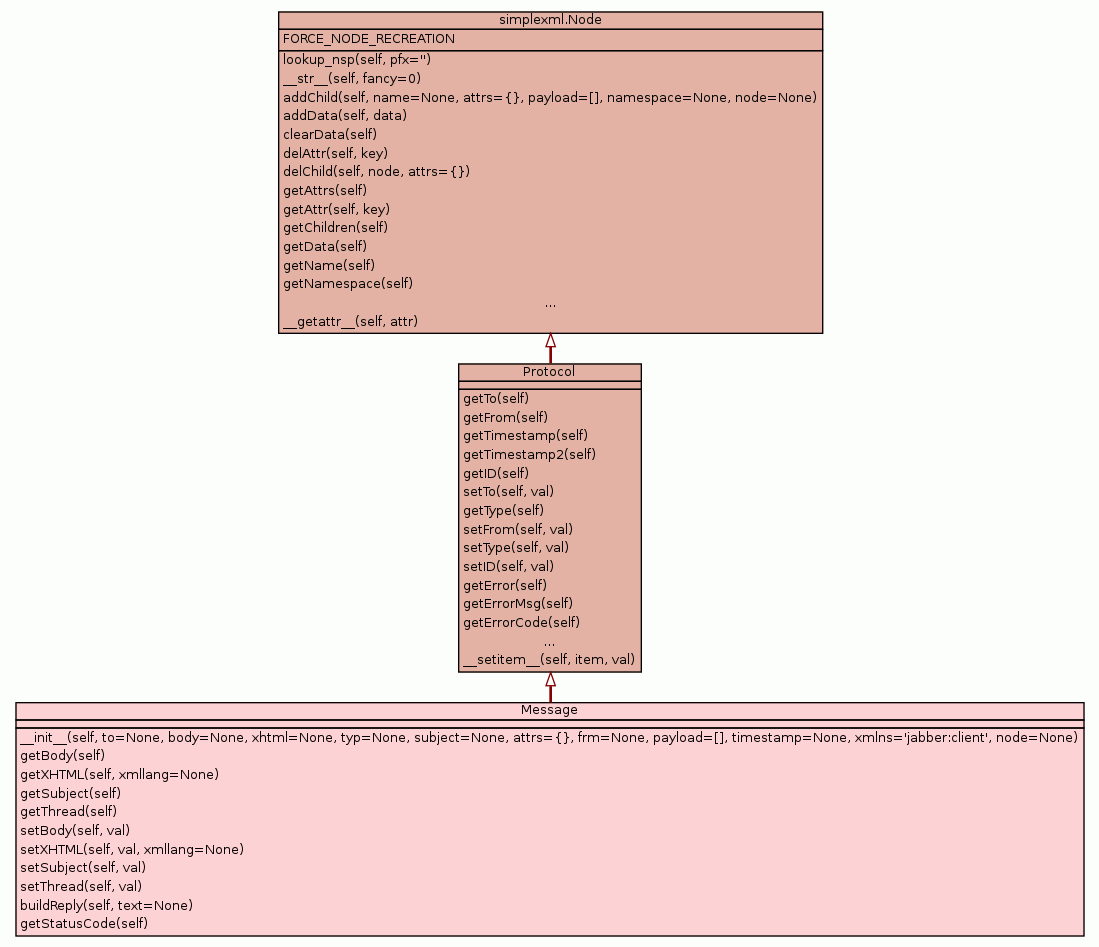 simplexml.Node
FORCE_NODE_RECREATION
lookup_nsp(self, pfx='')
__str__(self, fancy=0)
addChild(self, name=None, attrs={}, payload=[], namespace=None, node=None)
addData(self, data)
clearData(self)
delAttr(self, key)
delChild(self, node, attrs={})
getAttrs(self)
getAttr(self, key)
getChildren(self)
getData(self)
getName(self)
getNamespace(self)
...
__getattr__(self, attr)
Protocol
getTo(self)
getFrom(self)
getTimestamp(self)
getTimestamp2(self)
getID(self)
setTo(self, val)
getType(self)
setFrom(self, val)
setType(self, val)
setID(self, val)
getError(self)
getErrorMsg(self)
getErrorCode(self)
...
__setitem__(self, item, val)
Message
__init__(self, to=None, body=None, xhtml=None, typ=None, subject=None, attrs={}, frm=None, payload=[], timestamp=None, xmlns='jabber:client', node=None)
getBody(self)
getXHTML(self, xmllang=None)
getSubject(self)
getThread(self)
setBody(self, val)
setXHTML(self, val, xmllang=None)
setSubject(self, val)
setThread(self, val)
buildReply(self, text=None)
getStatusCode(self)